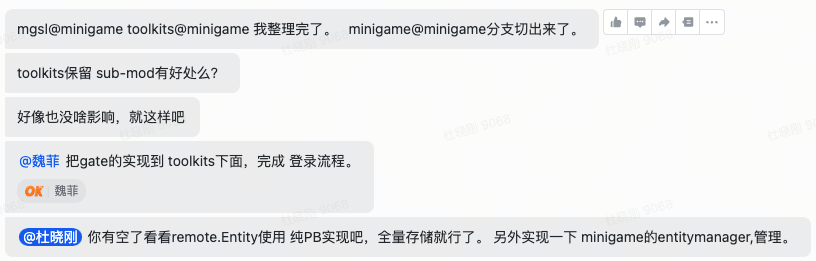 mgsl@minigame toolkits@minigame 我整理完了。 minigame@minigame分支切出来了。
toolkits保留 sub-mod有好处么？
好像也没啥影响，就这样吧
@魏菲 把gate的实现到 toolkits下面，完成 登录流程。
OK 魏菲
@杜晓刚 你有空了看看remote.Entity使用 纯PB实现吧，全量存储就行了。 另外实现一下 minigame的entitymanager,管理。
杜晓刚 9068